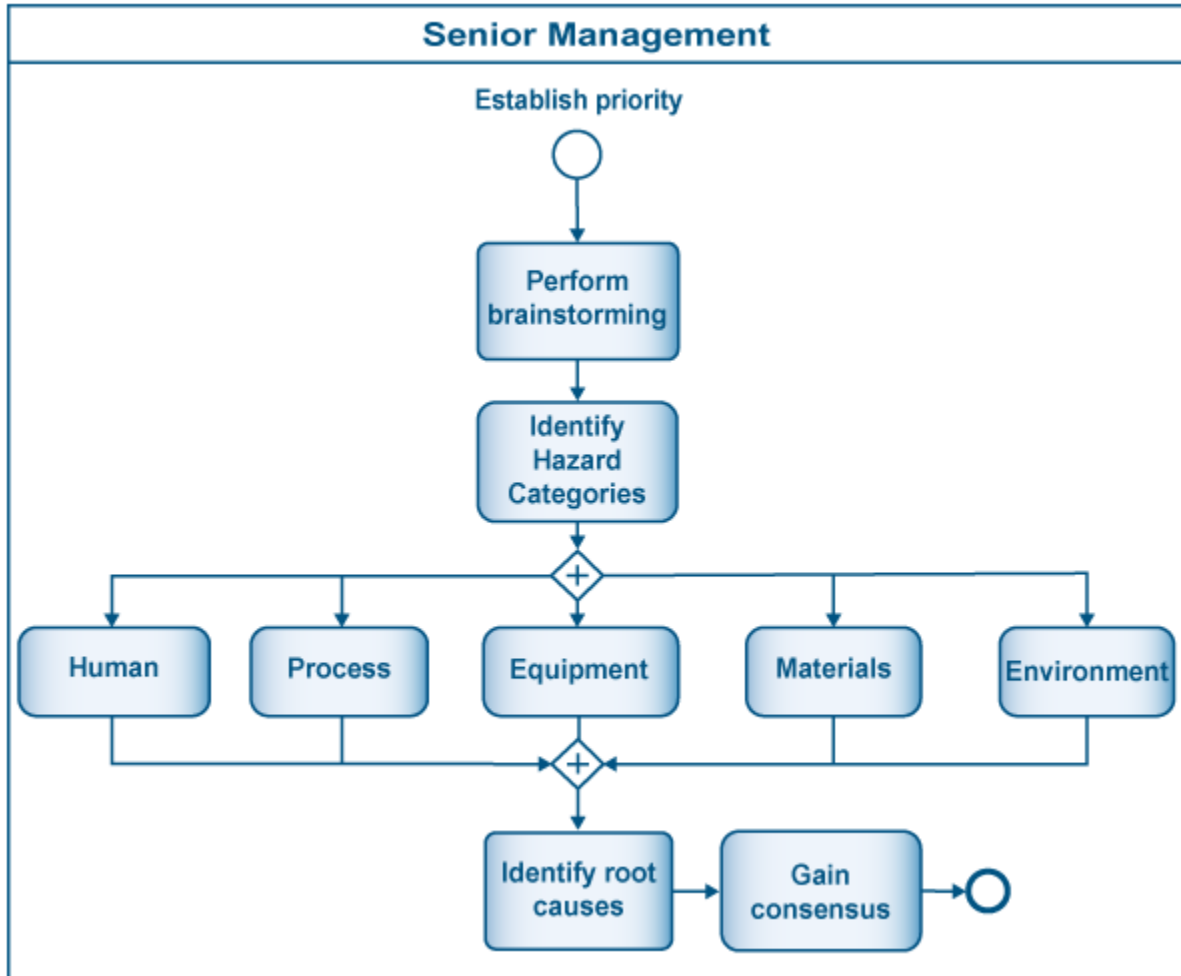 Senior Management
Establish priority
Perform
brainstorming
Identify
Hazard
Categories
Human
Process
Equipment
Materials
Environment
Identify root
causes
Gain
consensus